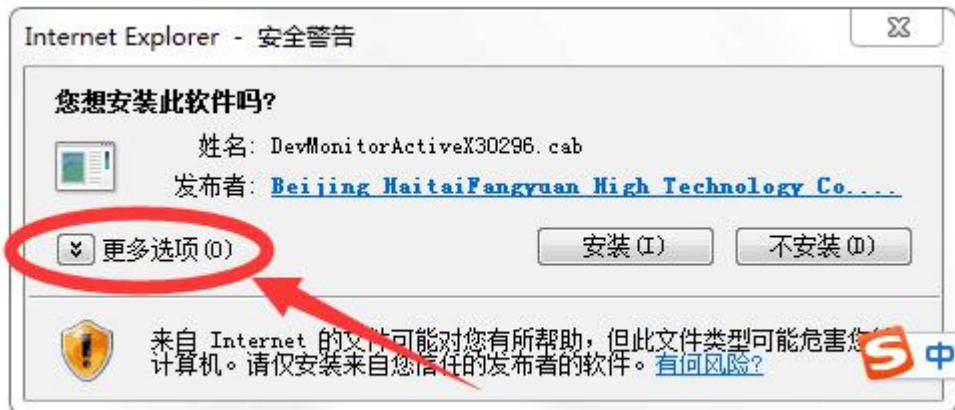 Internet Explorer - 安全警告
您想安装此软件吗?
姓名: DevMonitorActiveX30296.cab
发布者: Beijing HaitaiFangyuan High Technology Co....
更多选项(O) 安装(I) 不安装(D)
来自 Internet 的文件可能对您有所帮助，但此文件类型可能危害您
计算机。请仅安装来自您信任的发布者的软件。有何风险?
S 中